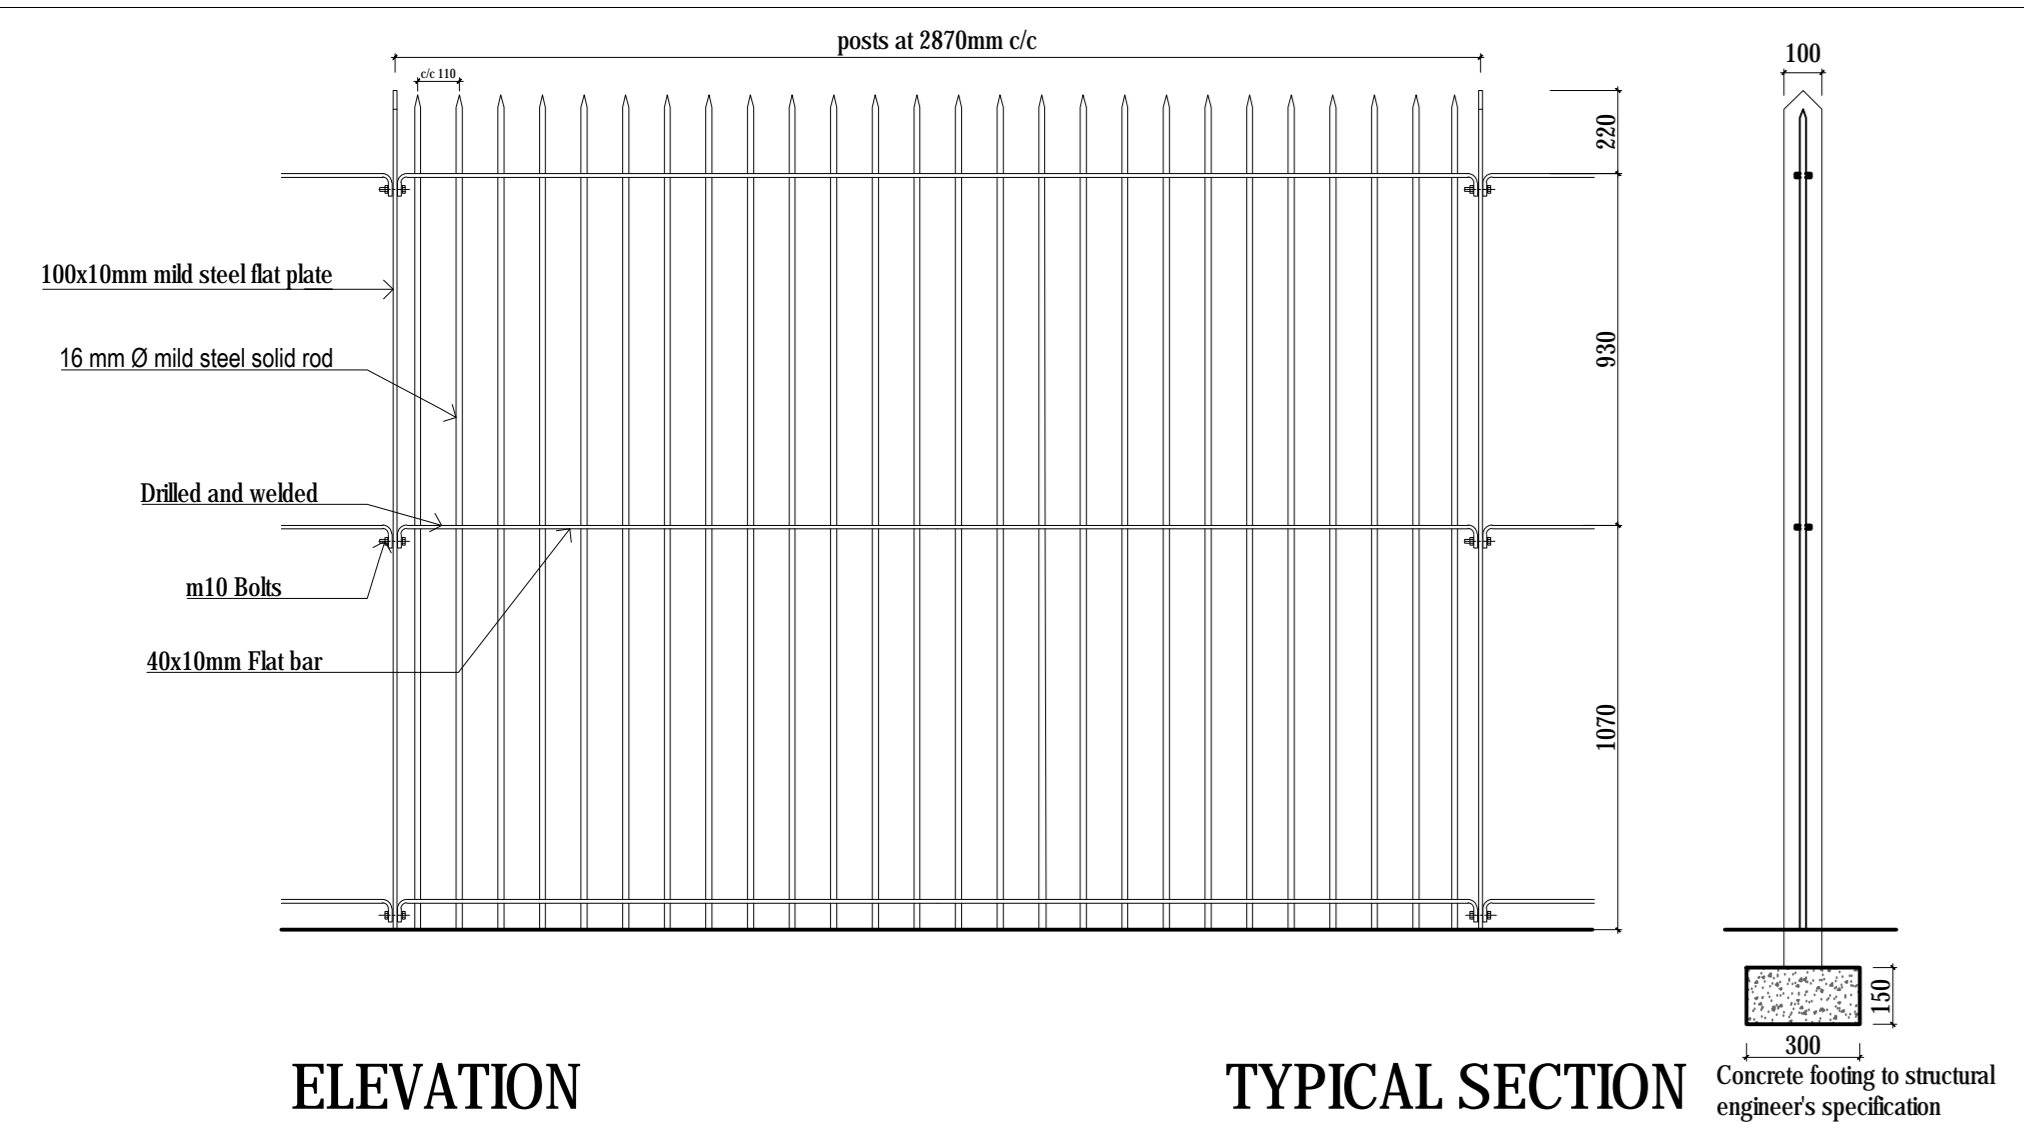 posts at 2870mm c/c
100
c/c 110
220
100x10mm mild steel flat plate
16 mm Ø mild steel solid rod
930
Drilled and welded
m10 Bolts
40x10mm Flat bar
1070
150
300
ELEVATION
TYPICAL SECTION
Concrete footing to structural
engineer's specification